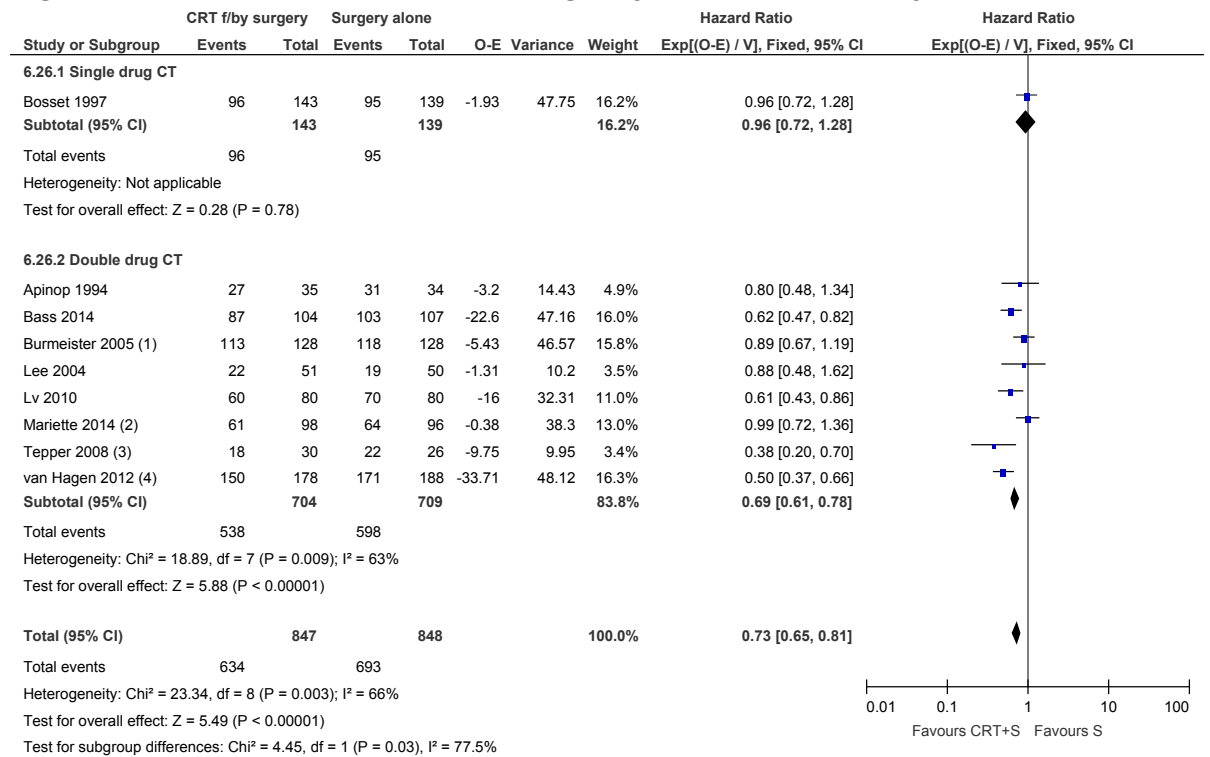 CRT f/by surgery Surgery alone Hazard Ratio Hazard Ratio
Study or Subgroup Events Total Events Total O-E Variance Weight Exp[(O-E) / V], Fixed, 95% CI Exp[(O-E) / V], Fixed, 95% CI
6.26.1 Single drug CT
Bosset 1997 96 143 95 139 -1.93 47.75 16.2% 0.96 [0.72, 1.28]
Subtotal (95% CI) 143 139 16.2% 0.96 [0.72, 1.28]
Total events 96 95
Heterogeneity: Not applicable
Test for overall effect: Z = 0.28 (P = 0.78)
6.26.2 Double drug CT
Apinop 1994 27 35 31 34 -3.2 14.43 4.9% 0.80 [0.48, 1.34]
Bass 2014 87 104 103 107 -22.6 47.16 16.0% 0.62 [0.47, 0.82]
Burmeister 2005 (1) 113 128 118 128 -5.43 46.57 15.8% 0.89 [0.67, 1.19]
Lee 2004 22 51 19 50 -1.31 10.2 3.5% 0.88 [0.48, 1.62]
Lv 2010 60 80 70 80 -16 32.31 11.0% 0.61 [0.43, 0.86]
Mariette 2014 (2) 61 98 64 96 -0.38 38.3 13.0% 0.99 [0.72, 1.36]
Tepper 2008 (3) 18 30 22 26 -9.75 9.95 3.4% 0.38 [0.20, 0.70]
van Hagen 2012 (4) 150 178 171 188 -33.71 48.12 16.3% 0.50 [0.37, 0.66]
Subtotal (95% CI) 704 709 83.8% 0.69 [0.61, 0.78]
Total events 538 598
Heterogeneity: Chi² = 18.89, df = 7 (P = 0.009); I² = 63%
Test for overall effect: Z = 5.88 (P < 0.00001)
Total (95% CI) 847 848 100.0% 0.73 [0.65, 0.81]
Total events 634 693
Heterogeneity: Chi² = 23.34, df = 8 (P = 0.003); I² = 66%
Test for overall effect: Z = 5.49 (P < 0.00001)
Test for subgroup differences: Chi² = 4.45, df = 1 (P = 0.03), I² = 77.5%
0.01 0.1 1 10 100
Favours CRT+S Favours S